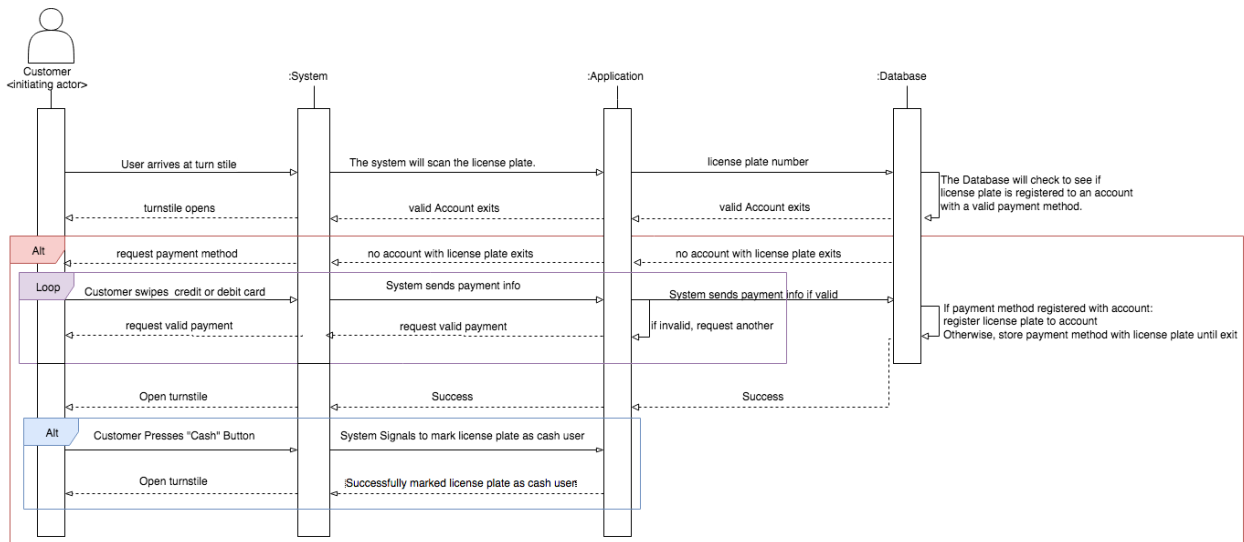 Customer
<initiating actor>
:System
:Application
:Database
User arrives at turn stile
The system will scan the license plate.
license plate number
The Database will check to see if
license plate is registered to an account
with a valid payment method.
turnstile opens
valid Account exits
valid Account exits
Alt
request payment method
no account with license plate exits
no account with license plate exits
Loop
Customer swipes credit or debit card
System sends payment info
System sends payment info if valid
If payment method registered with account:
register license plate to account
Otherwise, store payment method with license plate until exit
request valid payment
request valid payment
if invalid, request another
Open turnstile
Success
Success
Alt
Customer Presses "Cash" Button
System Signals to mark license plate as cash user
Open turnstile
Successfully marked license plate as cash user